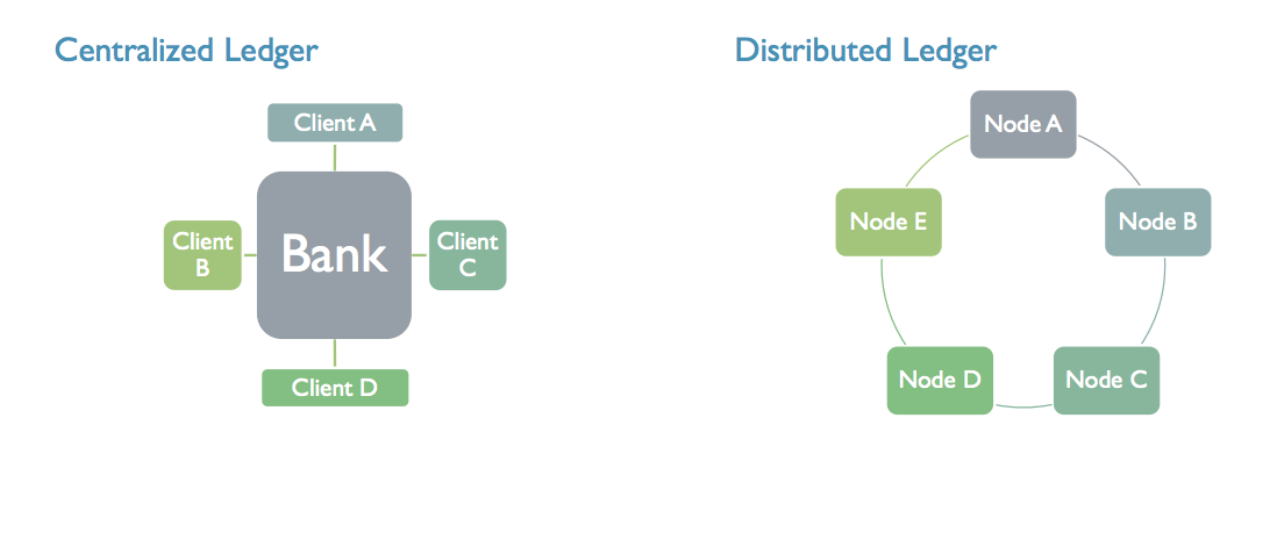 Centralized Ledger
Client A
Client
B
Bank
Client
C
Client D
Distributed Ledger
Node A
Node E
Node B
Node D
Node C